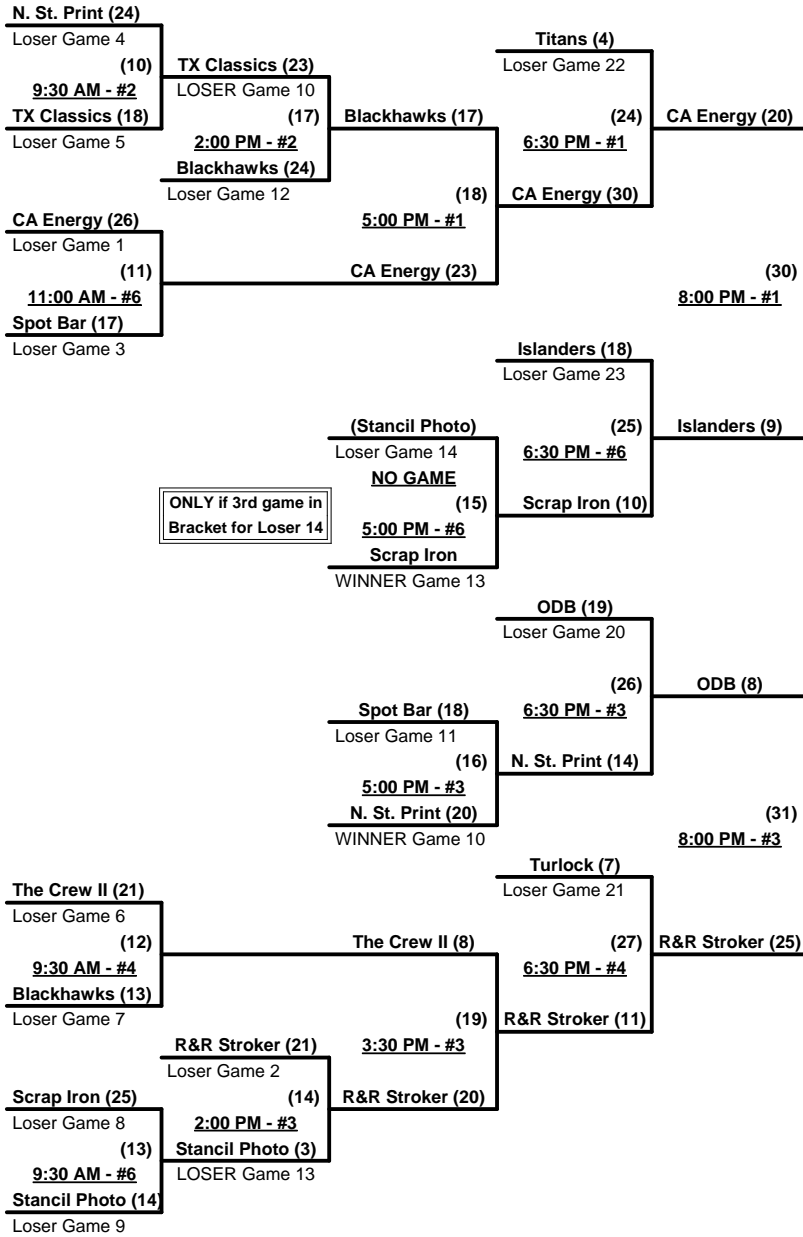 N. St. Print (24)
Loser Game 4
(10)
9:30 AM - #2
TX Classics (18)
Loser Game 5
TX Classics (23)
LOSER Game 10
(17)
2:00 PM - #2
Blackhawks (24)
Loser Game 12
Blackhawks (17)
(18)
5:00 PM - #1
CA Energy (23)
CA Energy (26)
Loser Game 1
(11)
11:00 AM - #6
Spot Bar (17)
Loser Game 3
Titans (4)
Loser Game 22
(24)
6:30 PM - #1
CA Energy (30)
CA Energy (20)
(30)
8:00 PM - #1
Islanders (18)
Loser Game 23
(25)
6:30 PM - #6
Scrap Iron (10)
Islanders (9)
(Stancil Photo)
Loser Game 14
NO GAME
(15)
5:00 PM - #6
Scrap Iron
WINNER Game 13
ONLY if 3rd game in
Bracket for Loser 14
ODB (19)
Loser Game 20
(26)
6:30 PM - #3
N. St. Print (14)
ODB (8)
Spot Bar (18)
Loser Game 11
(16)
5:00 PM - #3
N. St. Print (20)
WINNER Game 10
(31)
8:00 PM - #3
Turlock (7)
Loser Game 21
(27)
6:30 PM - #4
R&R Stroker (11)
R&R Stroker (25)
The Crew II (21)
Loser Game 6
(12)
9:30 AM - #4
Blackhawks (13)
Loser Game 7
The Crew II (8)
(19)
3:30 PM - #3
R&R Stroker (20)
R&R Stroker (21)
Loser Game 2
(14)
2:00 PM - #3
Stancil Photo (3)
LOSER Game 13
Scrap Iron (25)
Loser Game 8
(13)
9:30 AM - #6
Stancil Photo (14)
Loser Game 9